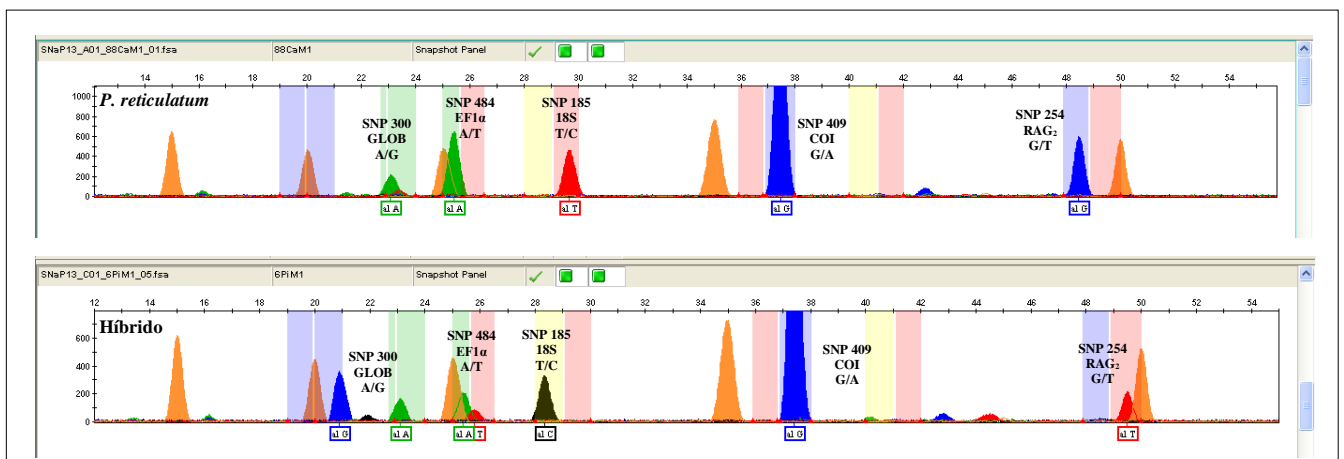 SNaP13_A01_88CaM1_01.fsa 88CaM1 Snapshot Panel
14 16 18 20 22 24 26 28 30 32 34 36 38 40 42 44 46 48 50 52 54
1000
800
600
400
200
0
P. reticulatum
SNP 300
GLOB
A/G
SNP 484
EF1α
A/T
SNP 185
18S
T/C
SNP 409
COI
G/A
SNP 254
RAG₂
G/T
al A al A al T al G al G
SNaP13_C01_6PiM1_05.fsa 6PiM1 Snapshot Panel
12 14 16 18 20 22 24 26 28 30 32 34 36 38 40 42 44 46 48 50 52 54
600
400
200
0
Híbrido
SNP 300
GLOB
A/G
SNP 484
EF1α
A/T
SNP 185
18S
T/C
SNP 409
COI
G/A
SNP 254
RAG₂
G/T
al G al A al A T al C al G al T